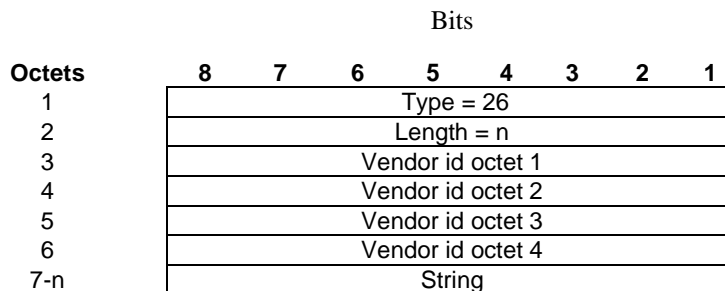 Bits
Octets 8 7 6 5 4 3 2 1
1 Type = 26
2 Length = n
3 Vendor id octet 1
4 Vendor id octet 2
5 Vendor id octet 3
6 Vendor id octet 4
7-n String